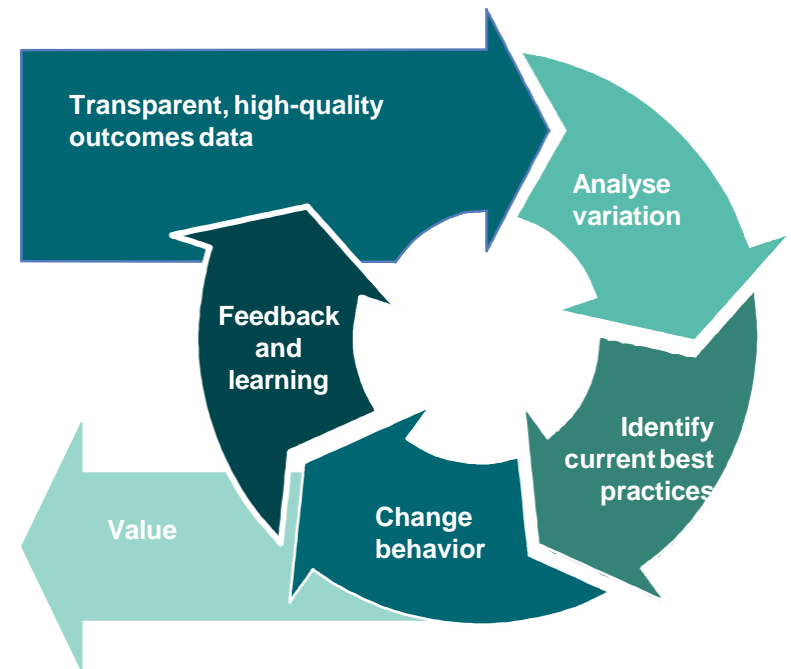 Transparent, high-quality
outcomes data
Analyse
variation
Identify
current best
practices
Change
behavior
Feedback
and
learning
Value